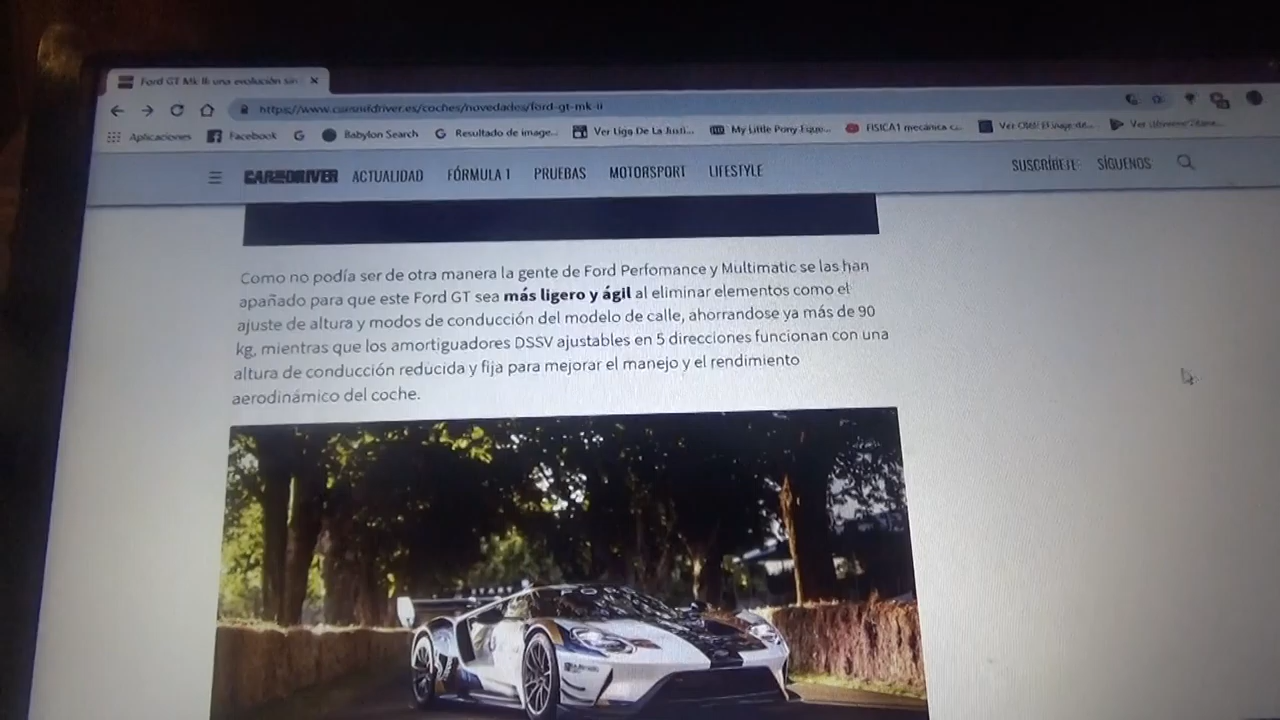 Ford GT Mk II: una evolución sin
https://www.caranddriver.es/coches/novedades/ford-gt-mk-ii
Aplicaciones Facebook Babylon Search Resultado de image... Ver Liga De La Justi... My Little Pony Eque... FISICA1 mecánica c...
CAR AND DRIVER ACTUALIDAD FÓRMULA 1 PRUEBAS MOTORSPORT LIFESTYLE SUSCRÍBETE SÍGUENOS
Como no podía ser de otra manera la gente de Ford Perfomance y Multimatic se las han
apañado para que este Ford GT sea más ligero y ágil al eliminar elementos como el
ajuste de altura y modos de conducción del modelo de calle, ahorrandose ya más de 90
kg, mientras que los amortiguadores DSSV ajustables en 5 direcciones funcionan con una
altura de conducción reducida y fija para mejorar el manejo y el rendimiento
aerodinámico del coche.